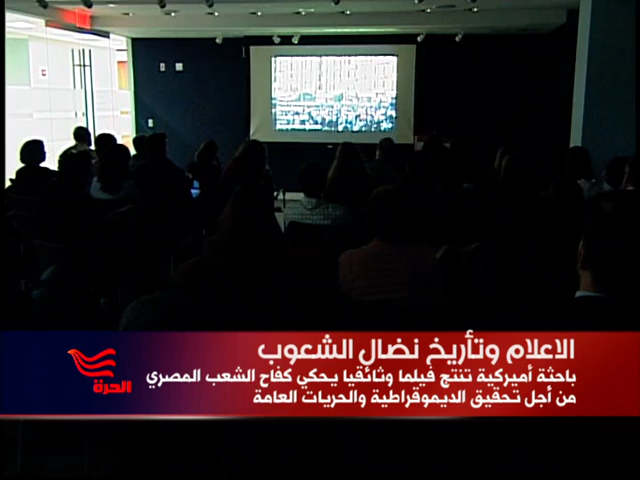 الاعلام وتأريخ نضال الشعوب
باحثة أميركية تنتج فيلما وثائقيا يحكي كفاح الشعب المصري
من أجل تحقيق الديموقراطية والحريات العامة
الحرة